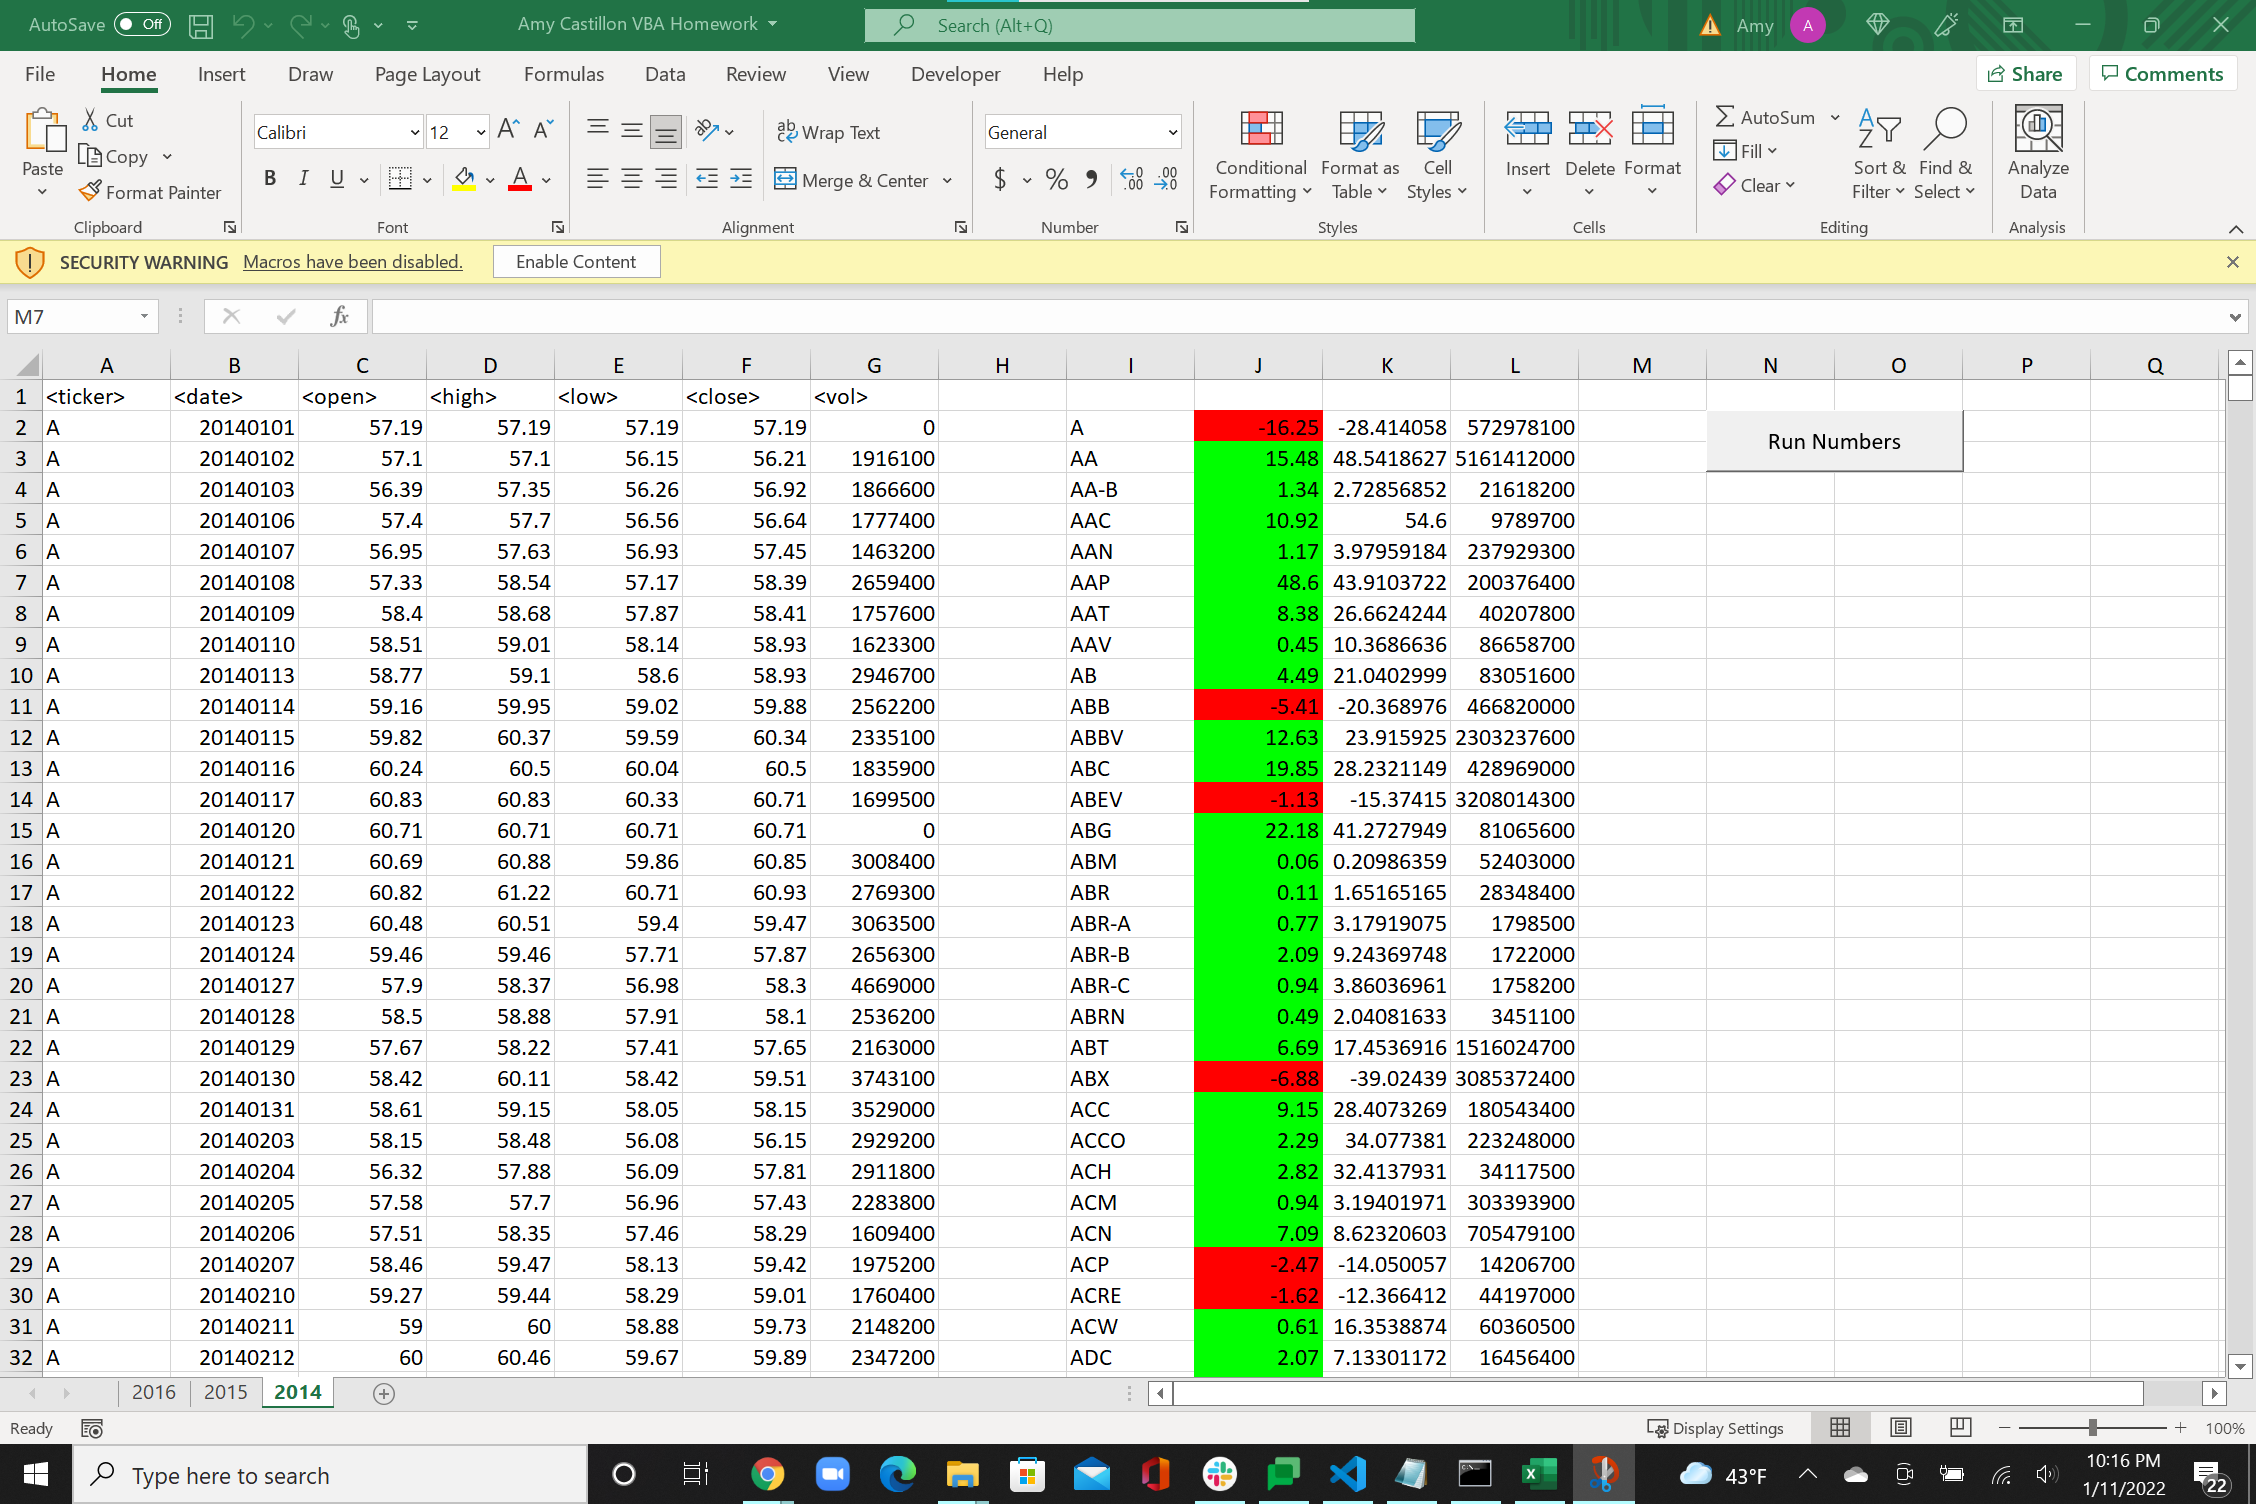 AutoSave Off Amy Castillon VBA Homework Search (Alt+Q) Amy A
File Home Insert Draw Page Layout Formulas Data Review View Developer Help Share Comments
Paste Cut Copy Format Painter
Calibri 12
B I U A
Wrap Text
Merge & Center
General
$ % 9
Conditional Formatting Format as Table Cell Styles
Insert Delete Format
AutoSum Fill Clear
Sort & Filter Find & Select
Analyze Data
Clipboard Font Alignment Number Styles Cells Editing Analysis
SECURITY WARNING Macros have been disabled. Enable Content
M7 fx
A B C D E F G H I J K L M N O P Q
1 <ticker> <date> <open> <high> <low> <close> <vol>
2 A 20140101 57.19 57.19 57.19 57.19 0 A -16.25 -28.414058 572978100
Run Numbers
3 A 20140102 57.1 57.1 56.15 56.21 1916100 AA 15.48 48.5418627 5161412000
4 A 20140103 56.39 57.35 56.26 56.92 1866600 AA-B 1.34 2.72856852 21618200
5 A 20140106 57.4 57.7 56.56 56.64 1777400 AAC 10.92 54.6 9789700
6 A 20140107 56.95 57.63 56.93 57.45 1463200 AAN 1.17 3.97959184 237929300
7 A 20140108 57.33 58.54 57.17 58.39 2659400 AAP 48.6 43.9103722 200376400
8 A 20140109 58.4 58.68 57.87 58.41 1757600 AAT 8.38 26.6624244 40207800
9 A 20140110 58.51 59.01 58.14 58.93 1623300 AAV 0.45 10.3686636 86658700
10 A 20140113 58.77 59.1 58.6 58.93 2946700 AB 4.49 21.0402999 83051600
11 A 20140114 59.16 59.95 59.02 59.88 2562200 ABB -5.41 -20.368976 466820000
12 A 20140115 59.82 60.37 59.59 60.34 2335100 ABBV 12.63 23.915925 2303237600
13 A 20140116 60.24 60.5 60.04 60.5 1835900 ABC 19.85 28.2321149 428969000
14 A 20140117 60.83 60.83 60.33 60.71 1699500 ABEV -1.13 -15.37415 3208014300
15 A 20140120 60.71 60.71 60.71 60.71 0 ABG 22.18 41.2727949 81065600
16 A 20140121 60.69 60.88 59.86 60.85 3008400 ABM 0.06 0.20986359 52403000
17 A 20140122 60.82 61.22 60.71 60.93 2769300 ABR 0.11 1.65165165 28348400
18 A 20140123 60.48 60.51 59.4 59.47 3063500 ABR-A 0.77 3.17919075 1798500
19 A 20140124 59.46 59.46 57.71 57.87 2656300 ABR-B 2.09 9.24369748 1722000
20 A 20140127 57.9 58.37 56.98 58.3 4669000 ABR-C 0.94 3.86036961 1758200
21 A 20140128 58.5 58.88 57.91 58.1 2536200 ABRN 0.49 2.04081633 3451100
22 A 20140129 57.67 58.22 57.41 57.65 2163000 ABT 6.69 17.4536916 1516024700
23 A 20140130 58.42 60.11 58.42 59.51 3743100 ABX -6.88 -39.02439 3085372400
24 A 20140131 58.61 59.15 58.05 58.15 3529000 ACC 9.15 28.4073269 180543400
25 A 20140203 58.15 58.48 56.08 56.15 2929200 ACCO 2.29 34.077381 223248000
26 A 20140204 56.32 57.88 56.09 57.81 2911800 ACH 2.82 32.4137931 34117500
27 A 20140205 57.58 57.7 56.96 57.43 2283800 ACM 0.94 3.19401971 303393900
28 A 20140206 57.51 58.35 57.46 58.29 1609400 ACN 7.09 8.62320603 705479100
29 A 20140207 58.46 59.47 58.13 59.42 1975200 ACP -2.47 -14.050057 14206700
30 A 20140210 59.27 59.44 58.29 59.01 1760400 ACRE -1.62 -12.366412 44197000
31 A 20140211 59 60 58.88 59.73 2148200 ACW 0.61 16.3538874 60360500
32 A 20140212 60 60.46 59.67 59.89 2347200 ADC 2.07 7.13301172 16456400
2016 2015 2014
Ready Display Settings 100%
Type here to search 43°F 10:16 PM
1/11/2022 22